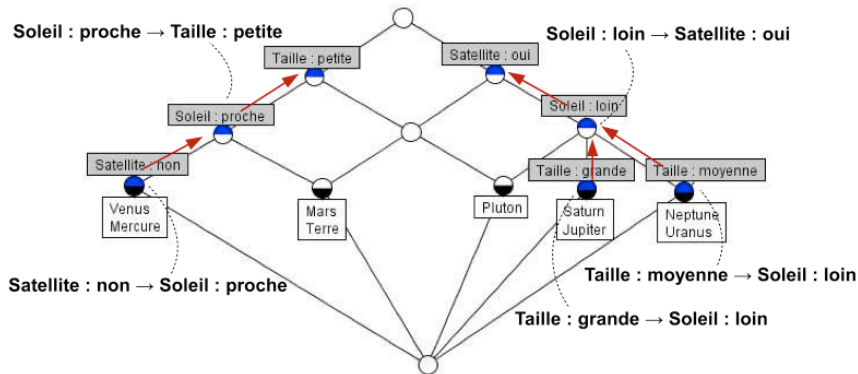 Soleil : proche → Taille : petite
Soleil : loin → Satellite : oui
Taille : petite
Satellite : oui
Soleil : proche
Soleil : loin
Satellite : non
Taille : grande
Taille : moyenne
Venus
Mercure
Mars
Terre
Pluton
Saturn
Jupiter
Neptune
Uranus
Satellite : non → Soleil : proche
Taille : moyenne → Soleil : loin
Taille : grande → Soleil : loin